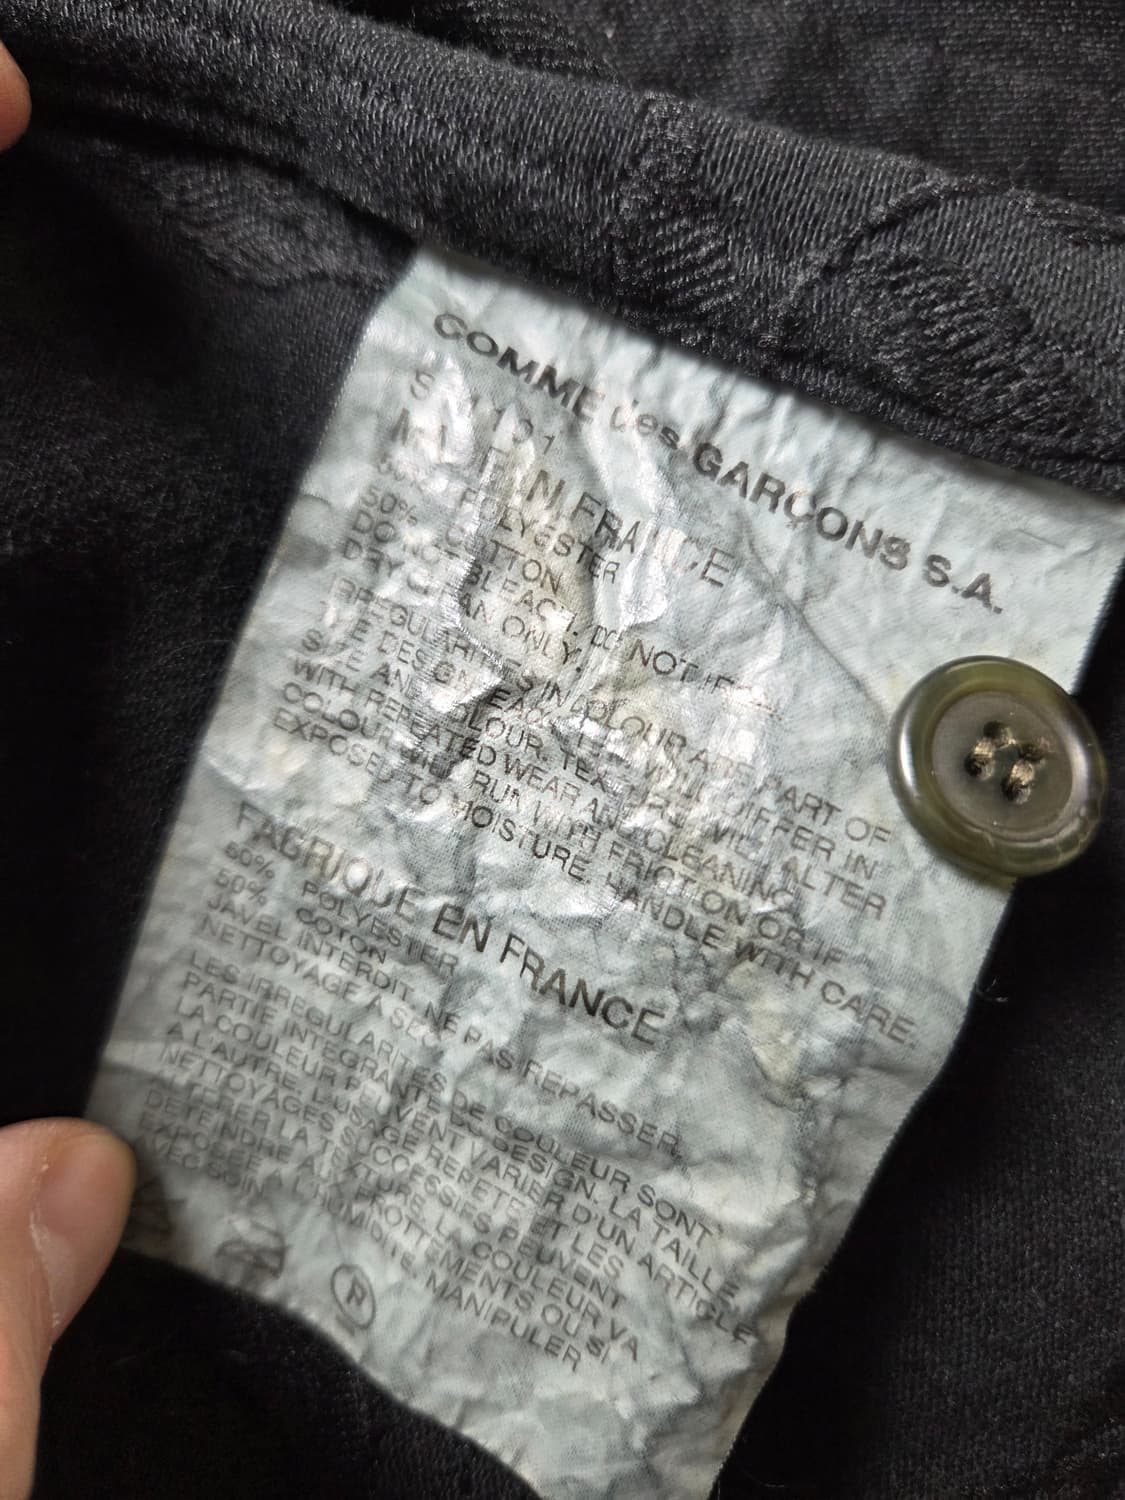 COMME des GARÇONS S.A.
MADE IN FRANCE
50% POLYESTER
50% COTTON
DO NOT BLEACH. DO NOT IRON.
DRY CLEAN ONLY.
IRREGULARITIES IN COLOUR ARE PART OF
THE DESIGN. EACH ITEM WILL DIFFER IN
SIZE AND COLOUR. TEXTURE WILL ALTER
WITH REPEATED WEAR AND CLEANING.
COLOUR WILL RUN WITH FRICTION OR IF
EXPOSED TO MOISTURE. HANDLE WITH CARE.
FABRIQUE EN FRANCE
50% POLYESTER
50% COTON
JAVEL INTERDIT. NE PAS REPASSER.
NETTOYAGE A SEC
LES IRREGULARITES DE COULEUR SONT
PARTIE INTEGRANTE DU DESIGN. LA TAILLE,
LA COULEUR PEUVENT VARIER D'UN ARTICLE
A L'AUTRE. L'USAGE REPETE ET LES
NETTOYAGES SUCCESSIFS PEUVENT
ALTERER LA TEXTURE. LA COULEUR VA
DETEINDRE AUX FROTTEMENTS OU SI
EXPOSEE A L'HUMIDITE. MANIPULER
AVEC SOIN.
P